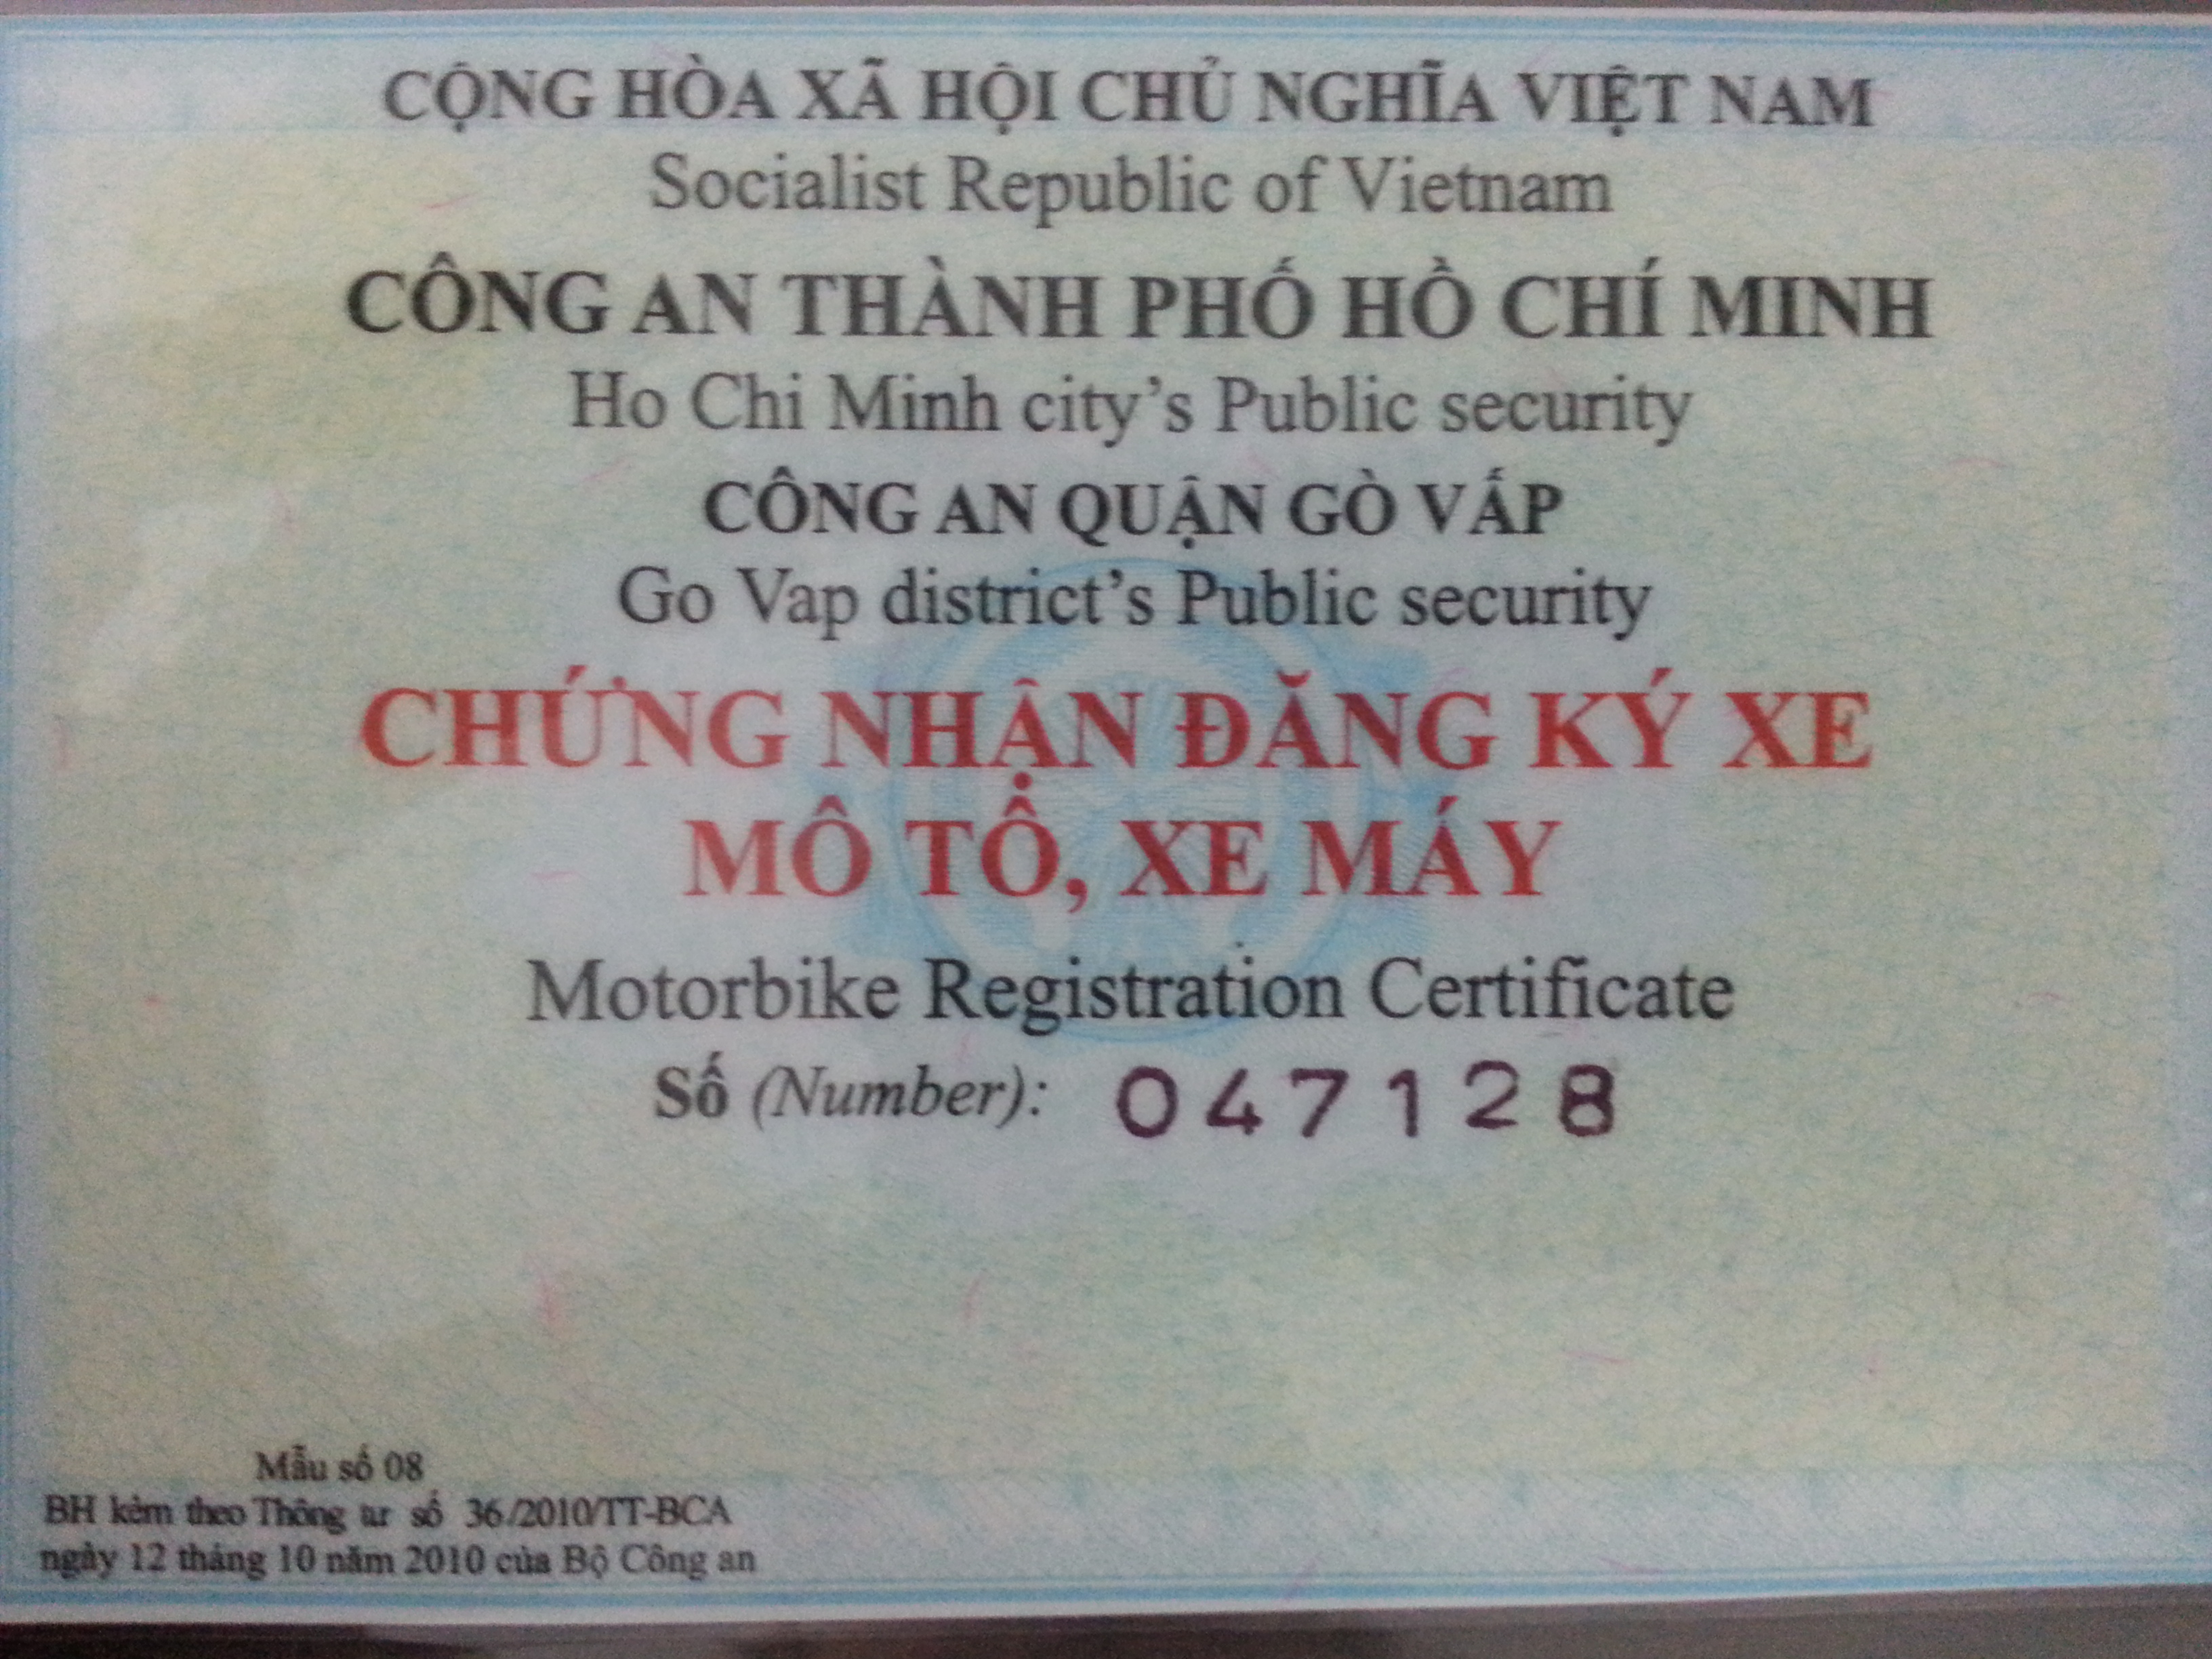 CỘNG HÒA XÃ HỘI CHỦ NGHĨA VIỆT NAM
Socialist Republic of Vietnam
CÔNG AN THÀNH PHỐ HỒ CHÍ MINH
Ho Chi Minh city's Public security
CÔNG AN QUẬN GÒ VẤP
Go Vap district's Public security
CHỨNG NHẬN ĐĂNG KÝ XE
MÔ TÔ, XE MÁY
Motorbike Registration Certificate
Số (Number): 047128
Mẫu số 08
BH kèm theo Thông tư số 36/2010/TT-BCA
ngày 12 tháng 10 năm 2010 của Bộ Công an